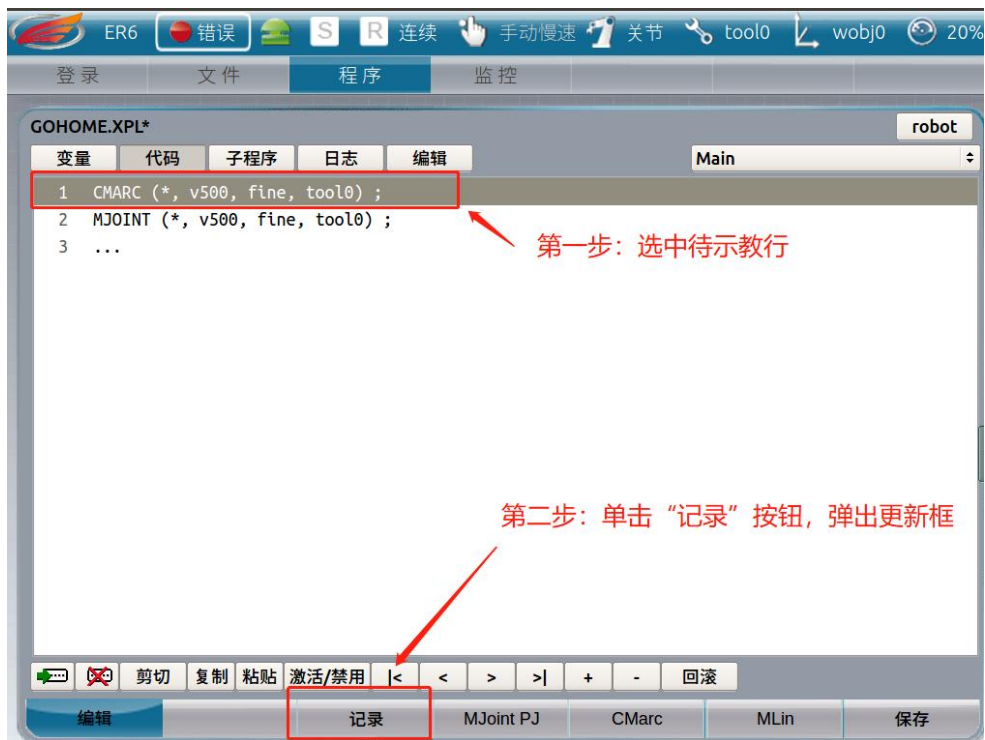 ER6 错误 S R 连续 手动慢速 关节 tool0 wobj0 20%
登录 文件 程序 监控
GOHOME.XPL* robot
变量 代码 子程序 日志 编辑 Main
1 CMARC (*, v500, fine, tool0) ;
2 MJOINT (*, v500, fine, tool0) ;
3 ...
第一步：选中待示教行
第二步：单击“记录”按钮，弹出更新框
剪切 复制 粘贴 激活/禁用 |< < > >| + - 回滚
编辑 记录 MJoint PJ CMarc MLin 保存